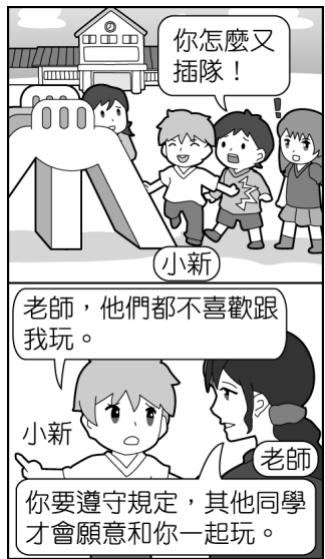 你怎麼又
插隊！
小新
老師，他們都不喜歡跟
我玩。
小新
老師
你要遵守規定，其他同學
才會願意和你一起玩。